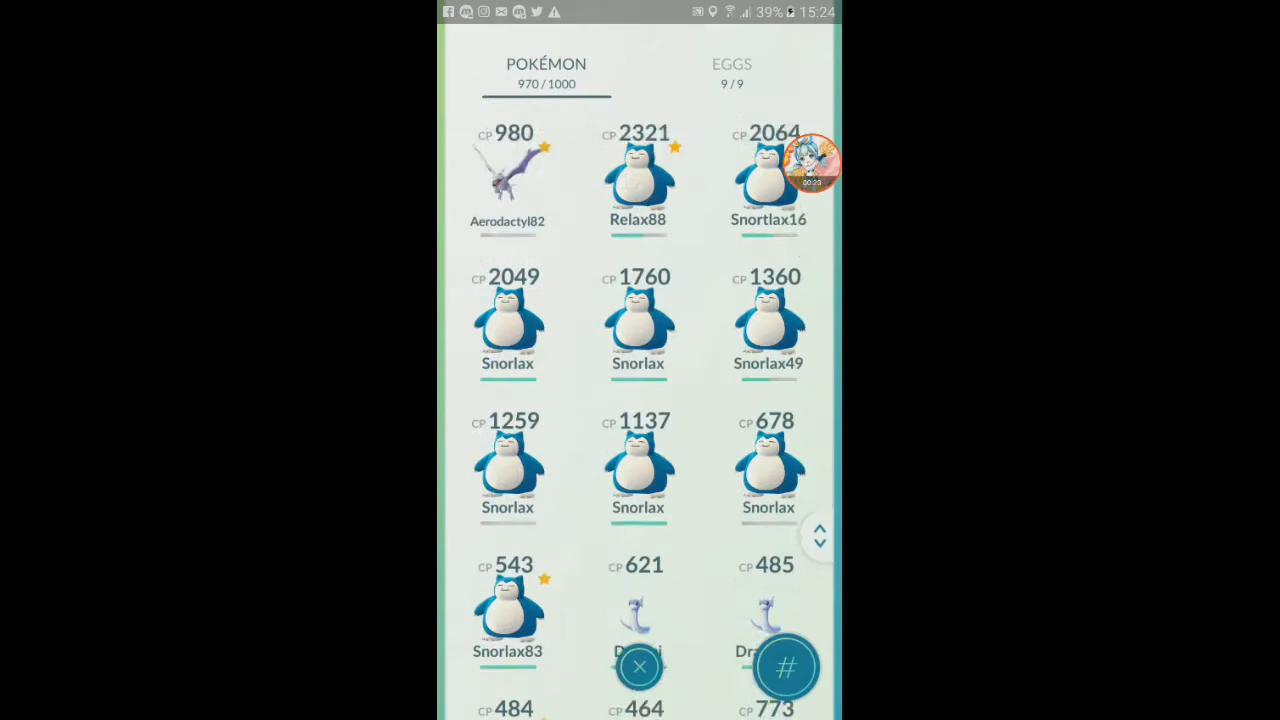 39% 15:24
POKÉMON EGGS
970 / 1000 9 / 9
CP 980 CP 2321 CP 2064
00:23
Aerodactyl82 Relax88 Snortlax16
CP 2049 CP 1760 CP 1360
Snorlax Snorlax Snorlax49
CP 1259 CP 1137 CP 678
Snorlax Snorlax Snorlax
CP 543 CP 621 CP 485
Snorlax83
#
CP 484 CP 464 CP 773